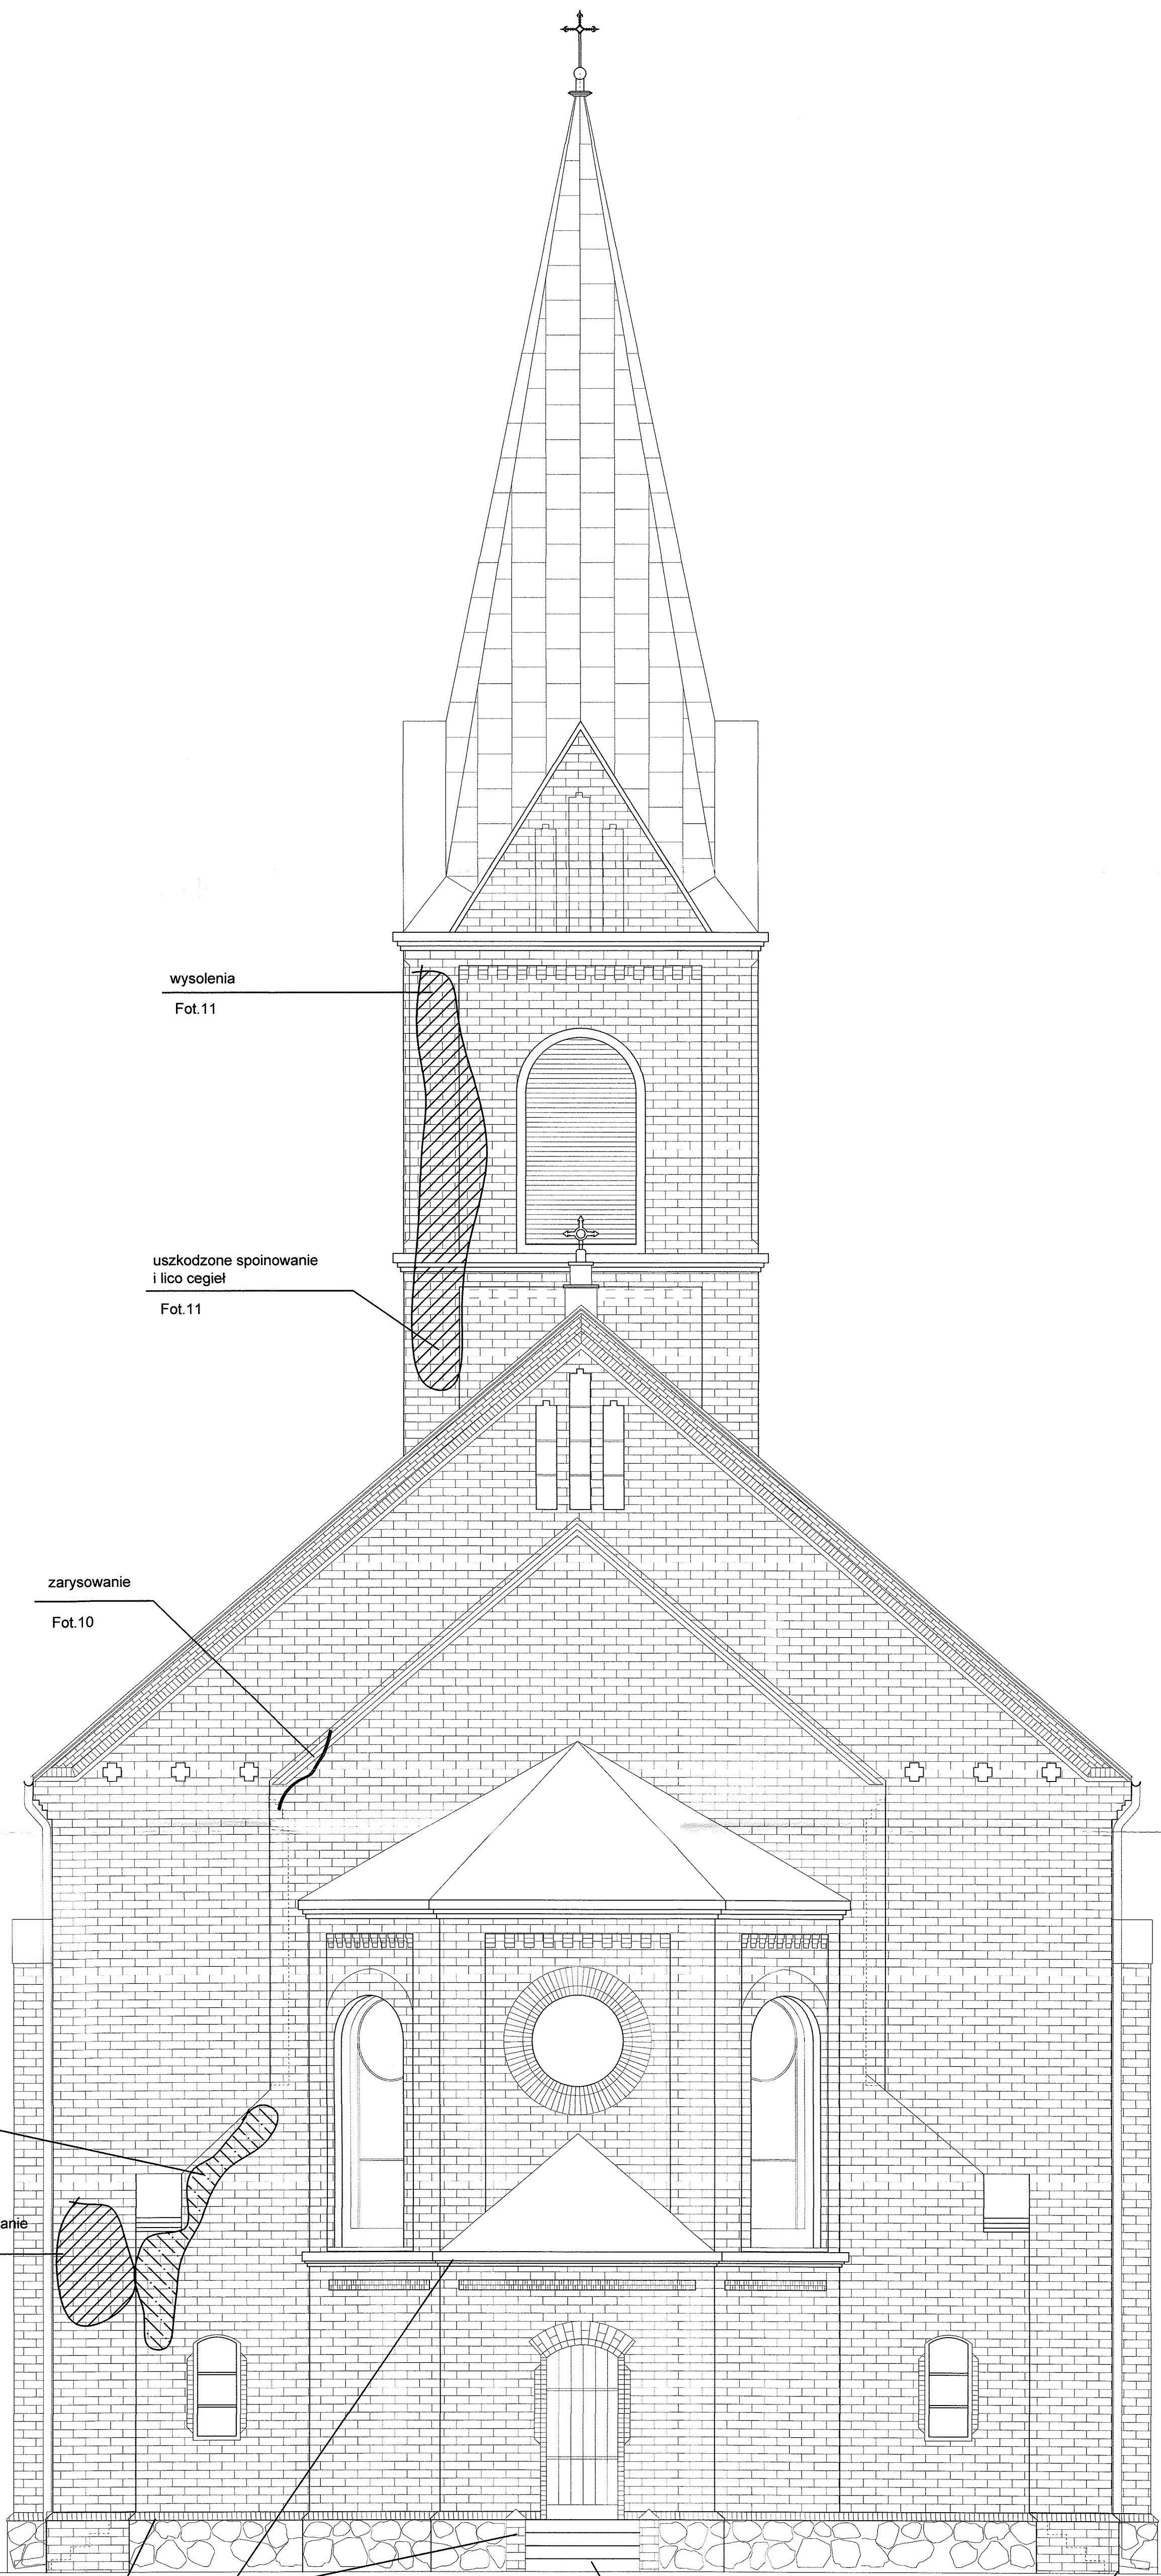 wysolenia
Fot.11
uszkodzone spoinowanie
i lico cegieł
Fot.11
zarysowanie
Fot.10
anie